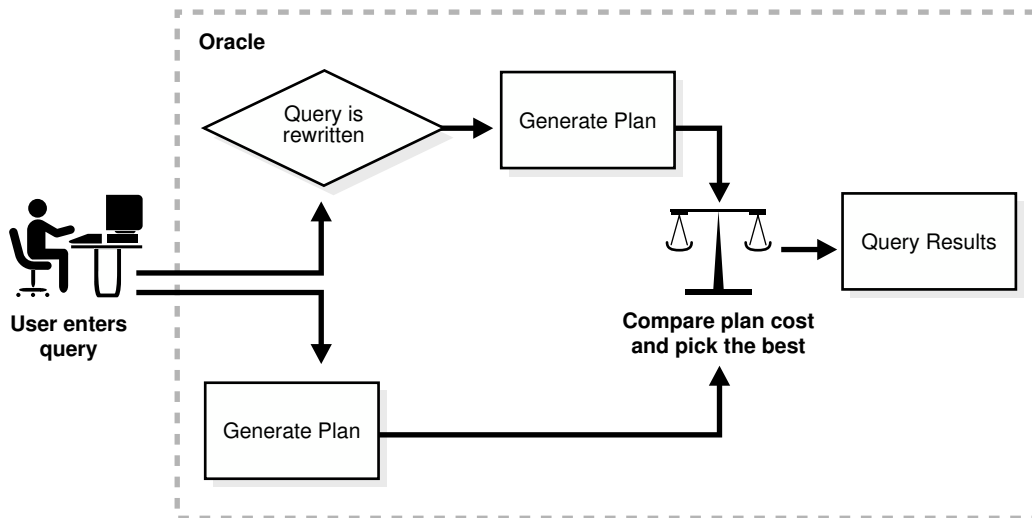 Oracle
Query is
rewritten
Generate Plan
Query Results
User enters
query
Compare plan cost
and pick the best
Generate Plan